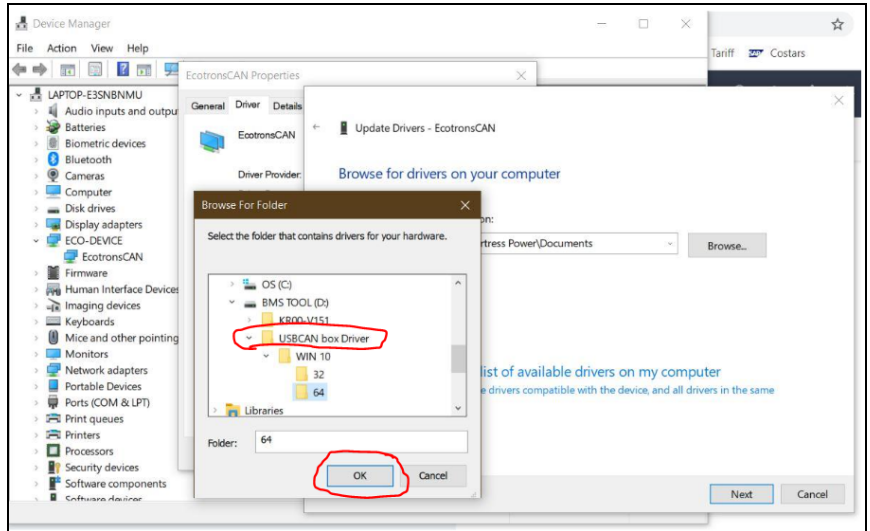 Device Manager
File Action View Help
Tariff Costars
LAPTOP-E3SNBNMU
Audio inputs and outpu
Batteries
Biometric devices
Bluetooth
Cameras
Computer
Disk drives
Display adapters
ECO-DEVICE
EcotronsCAN
Firmware
Human Interface Devices
Imaging devices
Keyboards
Mice and other pointing
Monitors
Network adapters
Portable Devices
Ports (COM & LPT)
Print queues
Printers
Processors
Security devices
Software components
Software devices
EcotronsCAN Properties
General Driver Details
EcotronsCAN
Driver Provider:
Update Drivers - EcotronsCAN
Browse for drivers on your computer
on:
rtress Power\Documents
Browse...
list of available drivers on my computer
e drivers compatible with the device, and all drivers in the same
Next Cancel
Browse For Folder
Select the folder that contains drivers for your hardware.
OS (C:)
BMS TOOL (D:)
KR00-V151
USBCAN box Driver
WIN 10
32
64
Libraries
Folder: 64
OK Cancel